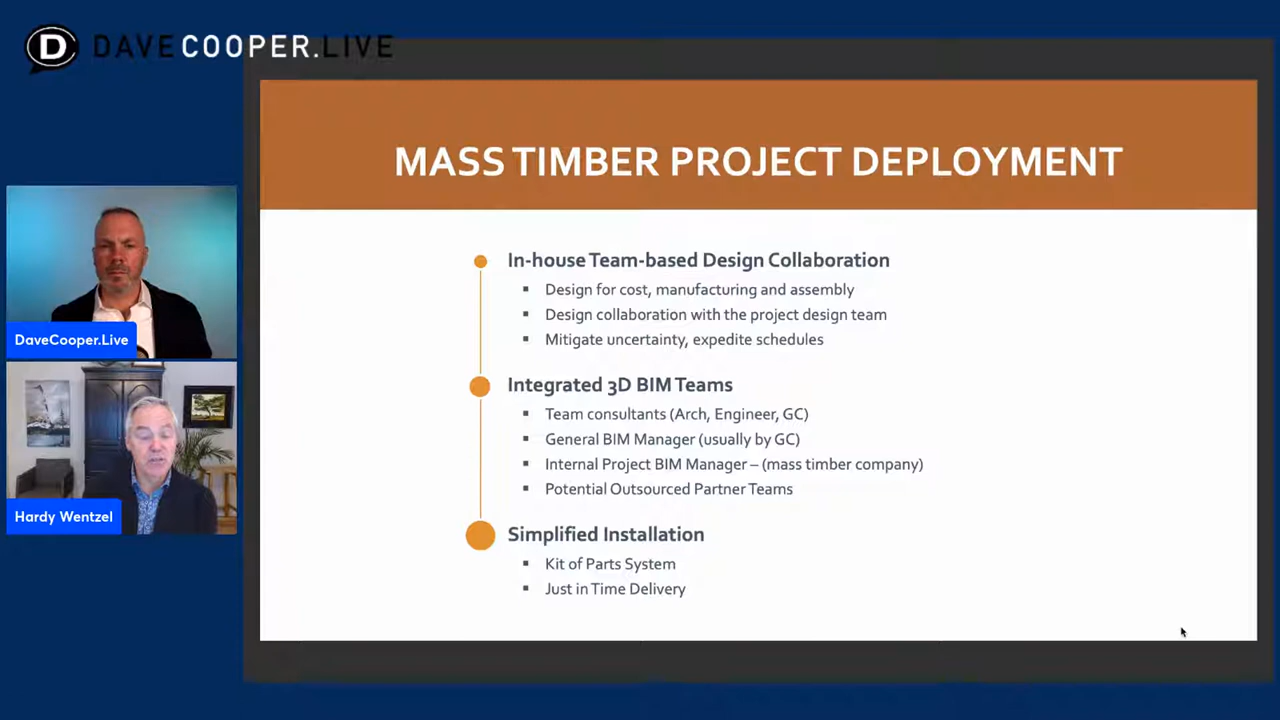 D DAVECOOPER.LIVE
MASS TIMBER PROJECT DEPLOYMENT
In-house Team-based Design Collaboration
▪ Design for cost, manufacturing and assembly
▪ Design collaboration with the project design team
▪ Mitigate uncertainty, expedite schedules
Integrated 3D BIM Teams
▪ Team consultants (Arch, Engineer, GC)
▪ General BIM Manager (usually by GC)
▪ Internal Project BIM Manager – (mass timber company)
▪ Potential Outsourced Partner Teams
Simplified Installation
▪ Kit of Parts System
▪ Just in Time Delivery
DaveCooper.Live
Hardy Wentzel